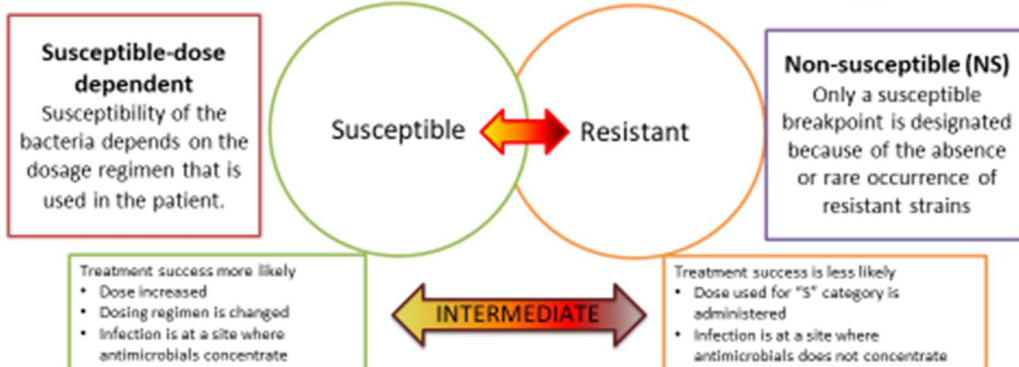 Susceptible-dose
dependent
Susceptibility of the
bacteria depends on the
dosage regimen that is
used in the patient.
Susceptible
Resistant
Non-susceptible (NS)
Only a susceptible
breakpoint is designated
because of the absence
or rare occurrence of
resistant strains
Treatment success more likely
• Dose increased
• Dosing regimen is changed
• Infection is at a site where
antimicrobials concentrate
INTERMEDIATE
Treatment success is less likely
• Dose used for "S" category is
administered
• Infection is at a site where
antimicrobials does not concentrate